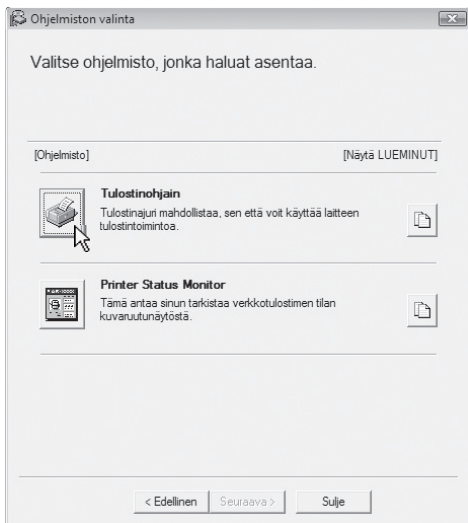 Ohjelmiston valinta
Valitse ohjelmisto, jonka haluat asentaa.
[Ohjelmisto] [Näytä LUEMINUT]
Tulostinohjain
Tulostinajuri mahdollistaa, sen että voit käyttää laitteen
tulostintoimintoa.
Printer Status Monitor
Tämä antaa sinun tarkistaa verkkotulostimen tilan
kuvaruutunäytöstä.
< Edellinen Seuraava > Sulje